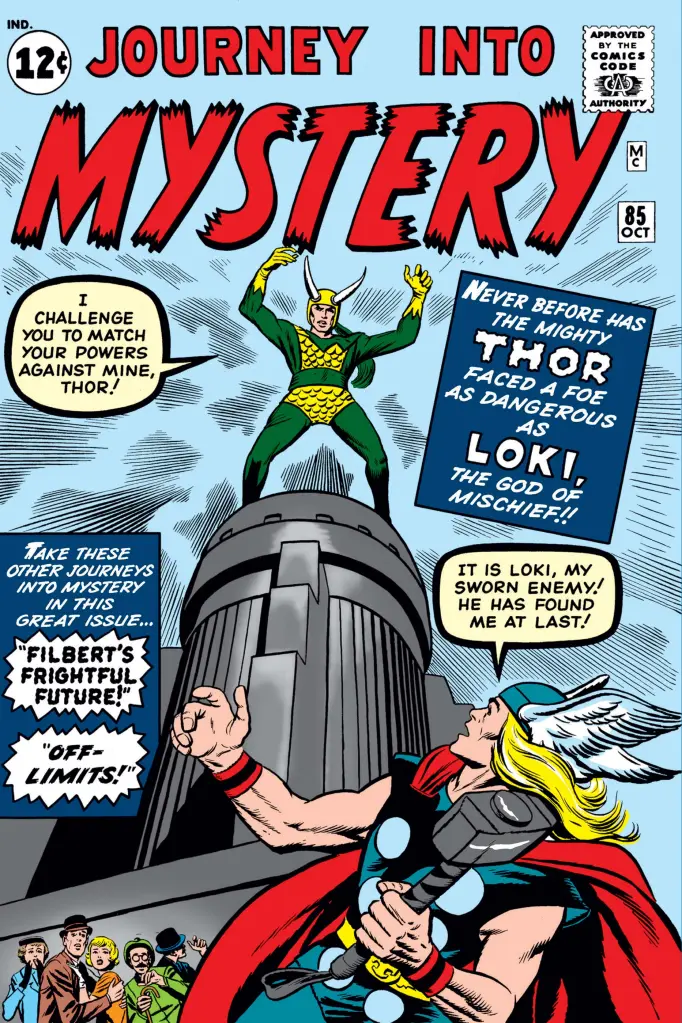 IND.
12¢
JOURNEY INTO
MYSTERY
APPROVED
BY THE
COMICS
CODE
CA
AUTHORITY
M
C
85
OCT
I
CHALLENGE
YOU TO MATCH
YOUR POWERS
AGAINST MINE,
THOR!
NEVER BEFORE HAS
THE MIGHTY
THOR
FACED A FOE
AS DANGEROUS
AS
LOKI,
THE GOD OF
MISCHIEF!!
TAKE THESE
OTHER JOURNEYS
INTO MYSTERY
IN THIS
GREAT ISSUE...
"FILBERT'S
FRIGHTFUL
FUTURE!"
"OFF-
LIMITS!"
IT IS LOKI, MY
SWORN ENEMY!
HE HAS FOUND
ME AT LAST!